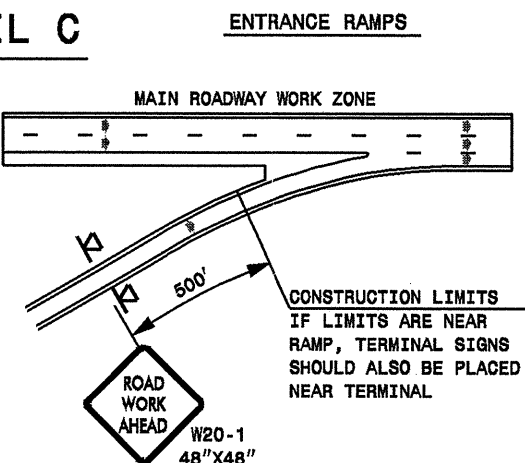 IL C
ENTRANCE RAMPS
MAIN ROADWAY WORK ZONE
500'
CONSTRUCTION LIMITS
IF LIMITS ARE NEAR
RAMP, TERMINAL SIGNS
SHOULD ALSO BE PLACED
NEAR TERMINAL
ROAD
WORK
AHEAD
W20-1
48"X48"